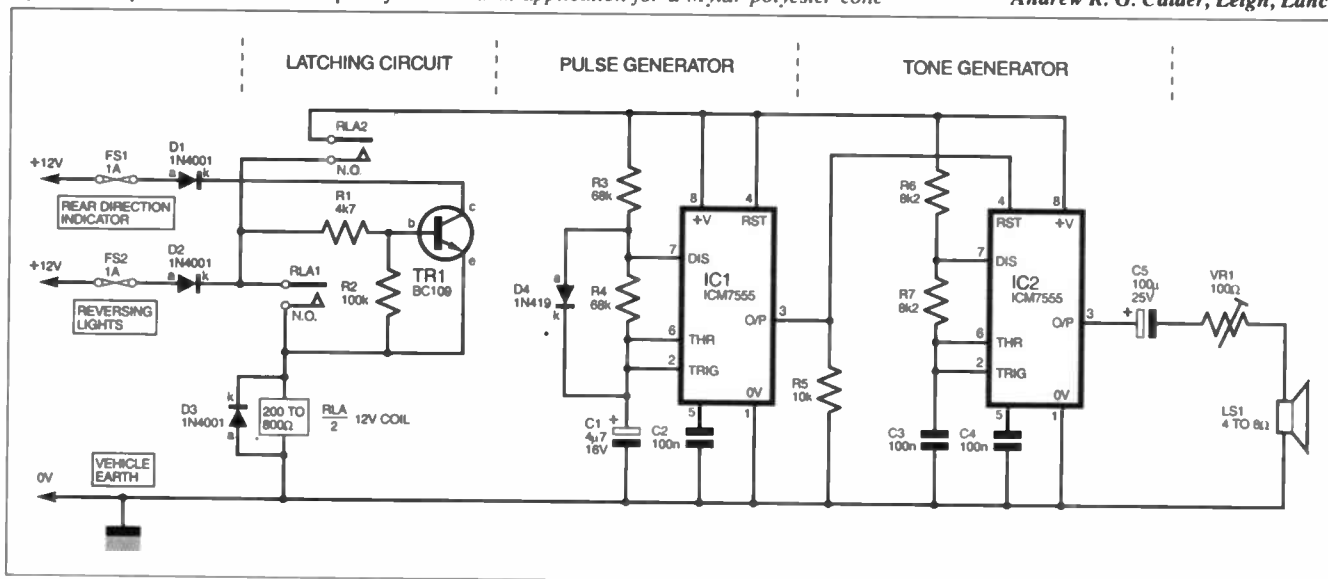 application for a Mylar polyester cone
Andrew R. G. Calder, Leigh, Lanc
LATCHING CIRCUIT
PULSE GENERATOR
TONE GENERATOR
RLA2
N.O.
+12V
FS1
1A
D1
1N4001
a
k
REAR DIRECTION
INDICATOR
R1
4k7
b
c
e
TR1
BC109
R2
100k
+12V
FS2
1A
D2
1N4001
a
k
REVERSING
LIGHTS
RLA1
N.O.
D3
1N4001
k
a
200 TO
800Ω
RLA
2
12V COIL
0V
VEHICLE
EARTH
R3
68k
D4
1N419
a
k
R4
68k
C1
4µ7
16V
+
C2
100n
8
+V
4
RST
7
DIS
IC1
ICM7555
3
O/P
6
THR
2
TRIG
0V
5
1
R5
10k
R6
8k2
R7
8k2
C3
100n
C4
100n
4
RST
8
+V
7
DIS
IC2
ICM7555
3
O/P
6
THR
2
TRIG
0V
5
1
C5
100µ
25V
+
VR1
100Ω
LS1
4 TO 8Ω